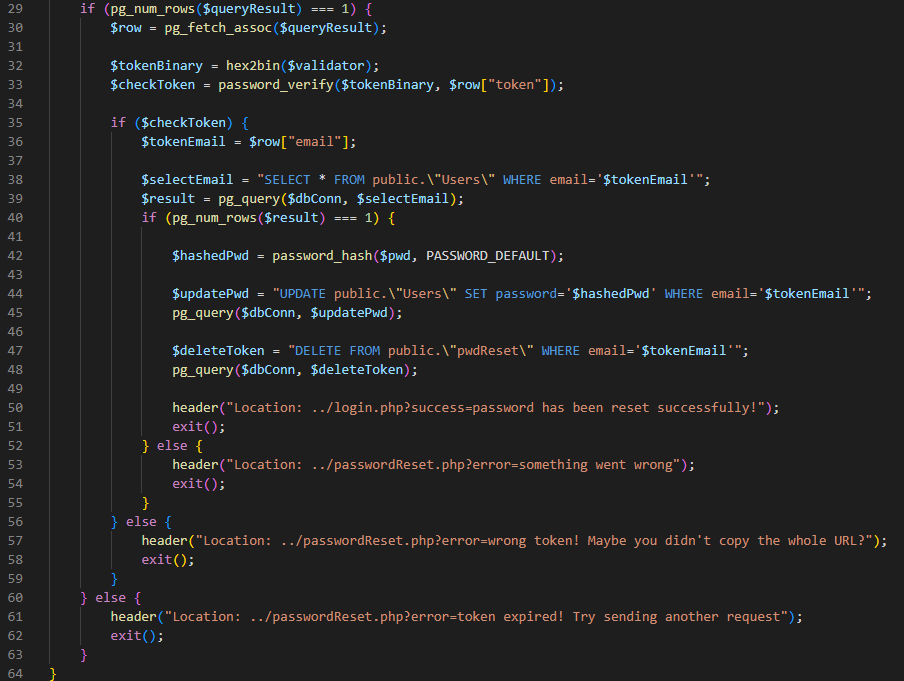 29 if (pg_num_rows($queryResult) === 1) {
30 $row = pg_fetch_assoc($queryResult);
31
32 $tokenBinary = hex2bin($validator);
33 $checkToken = password_verify($tokenBinary, $row["token"]);
34
35 if ($checkToken) {
36 $tokenEmail = $row["email"];
37
38 $selectEmail = "SELECT * FROM public.\"Users\" WHERE email='$tokenEmail'";
39 $result = pg_query($dbConn, $selectEmail);
40 if (pg_num_rows($result) === 1) {
41
42 $hashedPwd = password_hash($pwd, PASSWORD_DEFAULT);
43
44 $updatePwd = "UPDATE public.\"Users\" SET password='$hashedPwd' WHERE email='$tokenEmail'";
45 pg_query($dbConn, $updatePwd);
46
47 $deleteToken = "DELETE FROM public.\"pwdReset\" WHERE email='$tokenEmail'";
48 pg_query($dbConn, $deleteToken);
49
50 header("Location: ../login.php?success=password has been reset successfully!");
51 exit();
52 } else {
53 header("Location: ../passwordReset.php?error=something went wrong");
54 exit();
55 }
56 } else {
57 header("Location: ../passwordReset.php?error=wrong token! Maybe you didn't copy the whole URL?");
58 exit();
59 }
60 } else {
61 header("Location: ../passwordReset.php?error=token expired! Try sending another request");
62 exit();
63 }
64 }